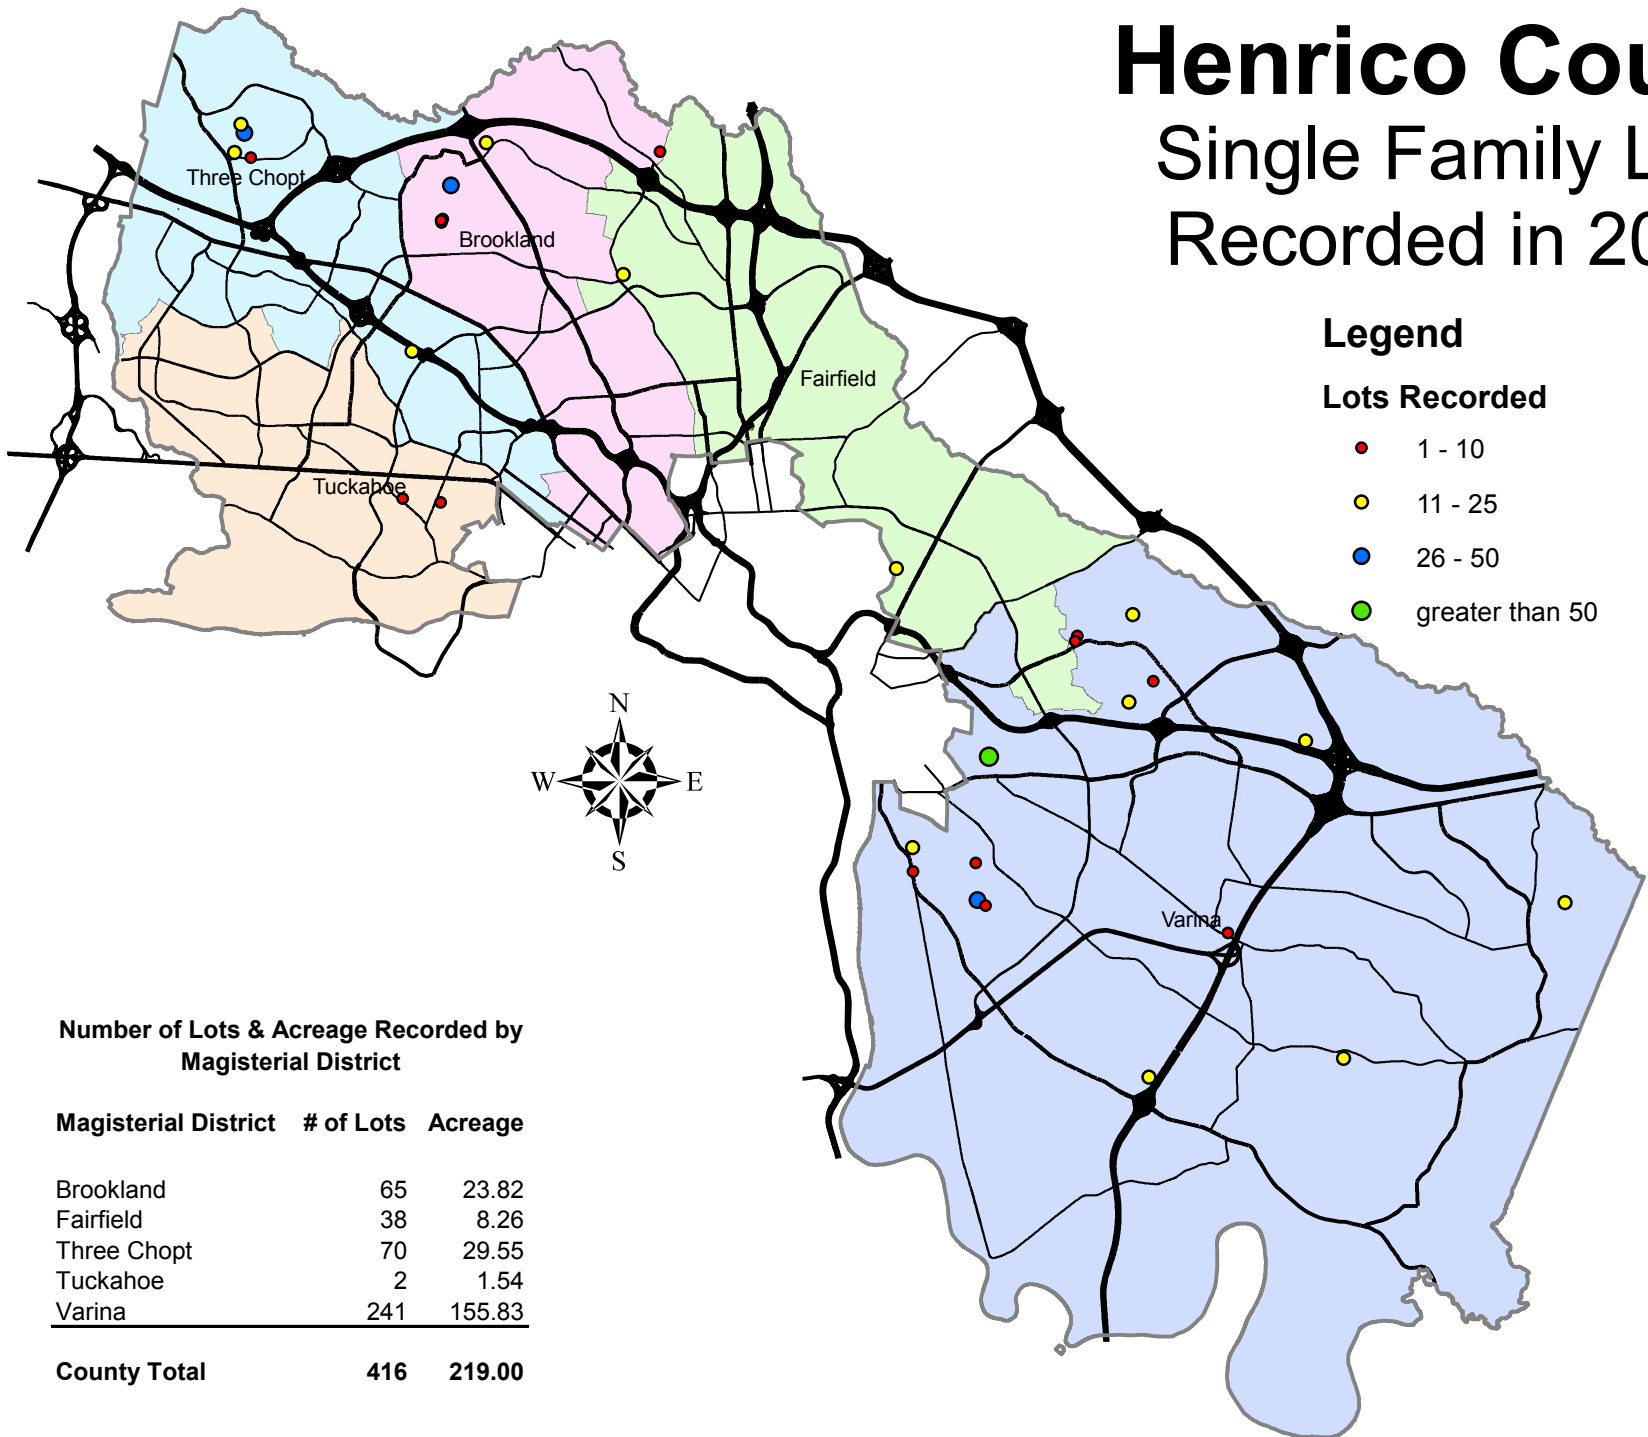 Henrico Cou
Single Family L
Recorded in 20
Legend
Lots Recorded
1 - 10
11 - 25
26 - 50
greater than 50
Three Chopt
Brookland
Fairfield
Tuckahoe
Varina
N
W E
S
Number of Lots & Acreage Recorded by
Magisterial District
Magisterial District # of Lots Acreage
Brookland 65 23.82
Fairfield 38 8.26
Three Chopt 70 29.55
Tuckahoe 2 1.54
Varina 241 155.83
County Total 416 219.00